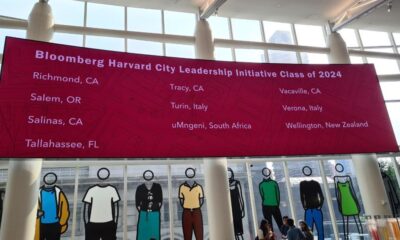 Bloomberg Harvard City Leadership Initiative Class of 2024
Richmond, CA
Salem, OR
Salinas, CA
Tallahassee, FL
Tracy, CA
Turin, Italy
uMngeni, South Africa
Vacaville, CA
Verona, Italy
Wellington, New Zealand